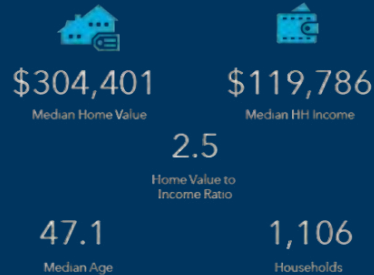 $304,401 $119,786
Median Home Value Median HH Income
2.5
Home Value to
Income Ratio
47.1 1,106
Median Age Households